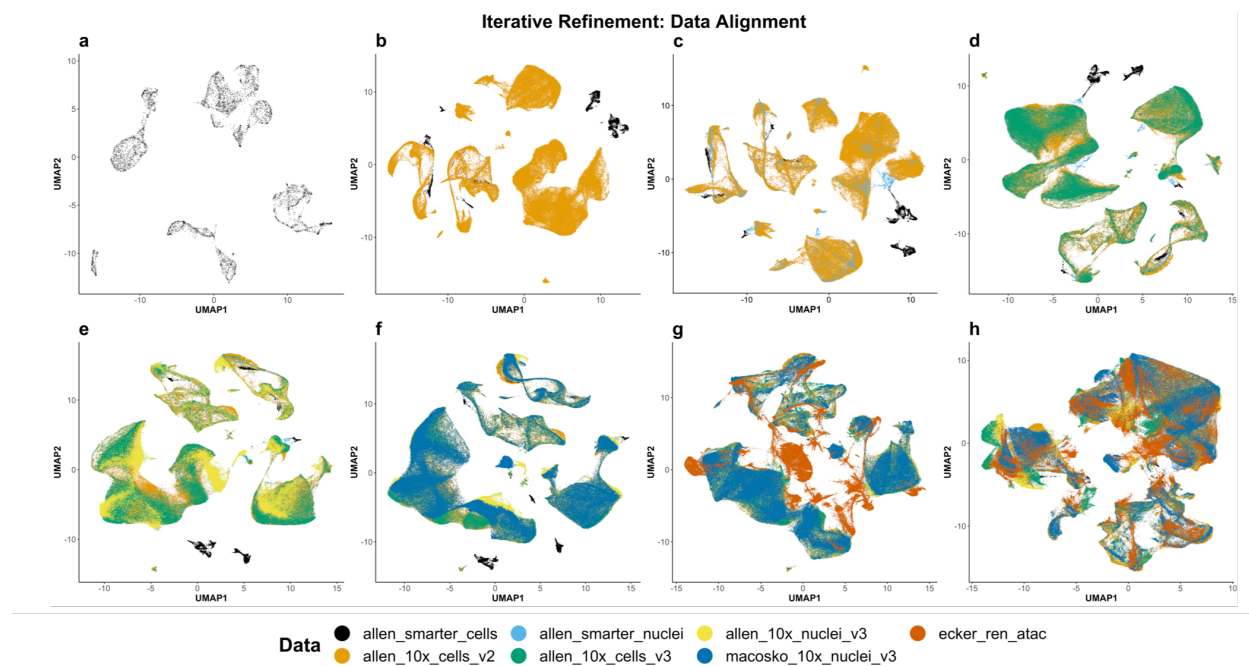 Iterative Refinement: Data Alignment
a
b
c
d
10
5
0
-5
-10
UMAP2
-10
0
10
UMAP1
10
0
-10
UMAP2
-10
0
10
UMAP1
10
0
-10
UMAP2
-10
0
10
UMAP1
10
0
-10
UMAP2
-10
-5
0
5
10
15
UMAP1
e
f
g
h
10
0
-10
UMAP2
-10
-5
0
5
10
15
UMAP1
10
0
-10
UMAP2
-10
-5
0
5
10
15
UMAP1
10
0
-10
UMAP2
-10
-5
0
5
10
15
UMAP1
10
0
-10
UMAP2
-10
-5
0
5
10
UMAP1
Data
allen_smarter_cells
allen_smarter_nuclei
allen_10x_nuclei_v3
ecker_ren_atac
allen_10x_cells_v2
allen_10x_cells_v3
macosko_10x_nuclei_v3